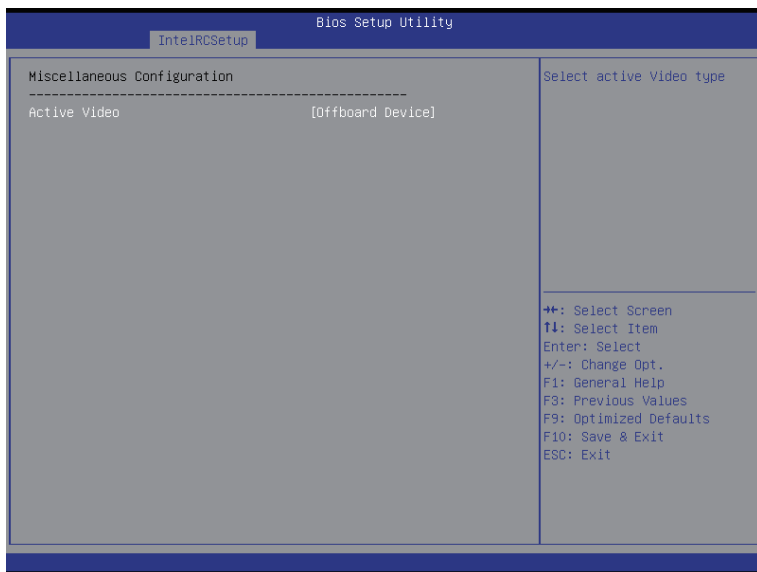 Bios Setup Utility
IntelRCSetup
Miscellaneous Configuration
--------------------------------------------------
Active Video [Offboard Device]
Select active Video type
→←: Select Screen
↑↓: Select Item
Enter: Select
+/-: Change Opt.
F1: General Help
F3: Previous Values
F9: Optimized Defaults
F10: Save & Exit
ESC: Exit